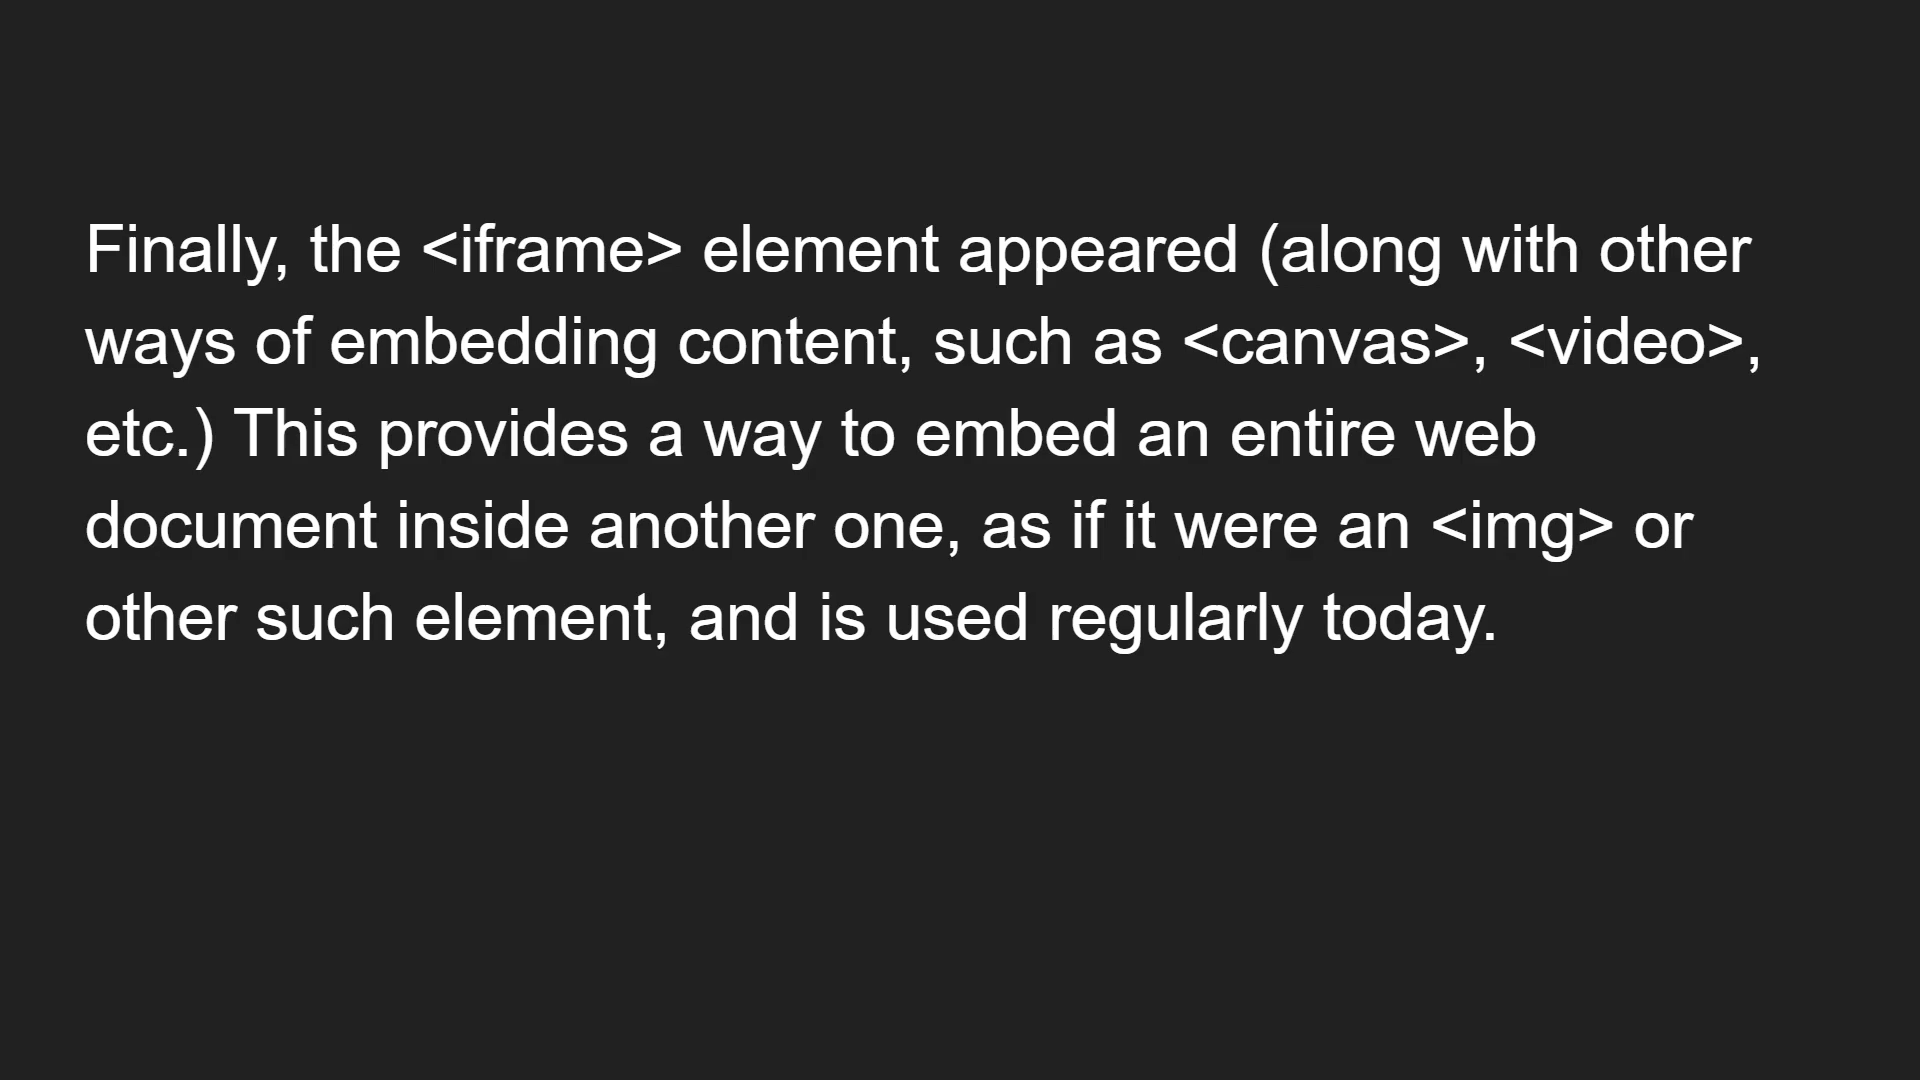 Finally, the <iframe> element appeared (along with other
ways of embedding content, such as <canvas>, <video>,
etc.) This provides a way to embed an entire web
document inside another one, as if it were an <img> or
other such element, and is used regularly today.